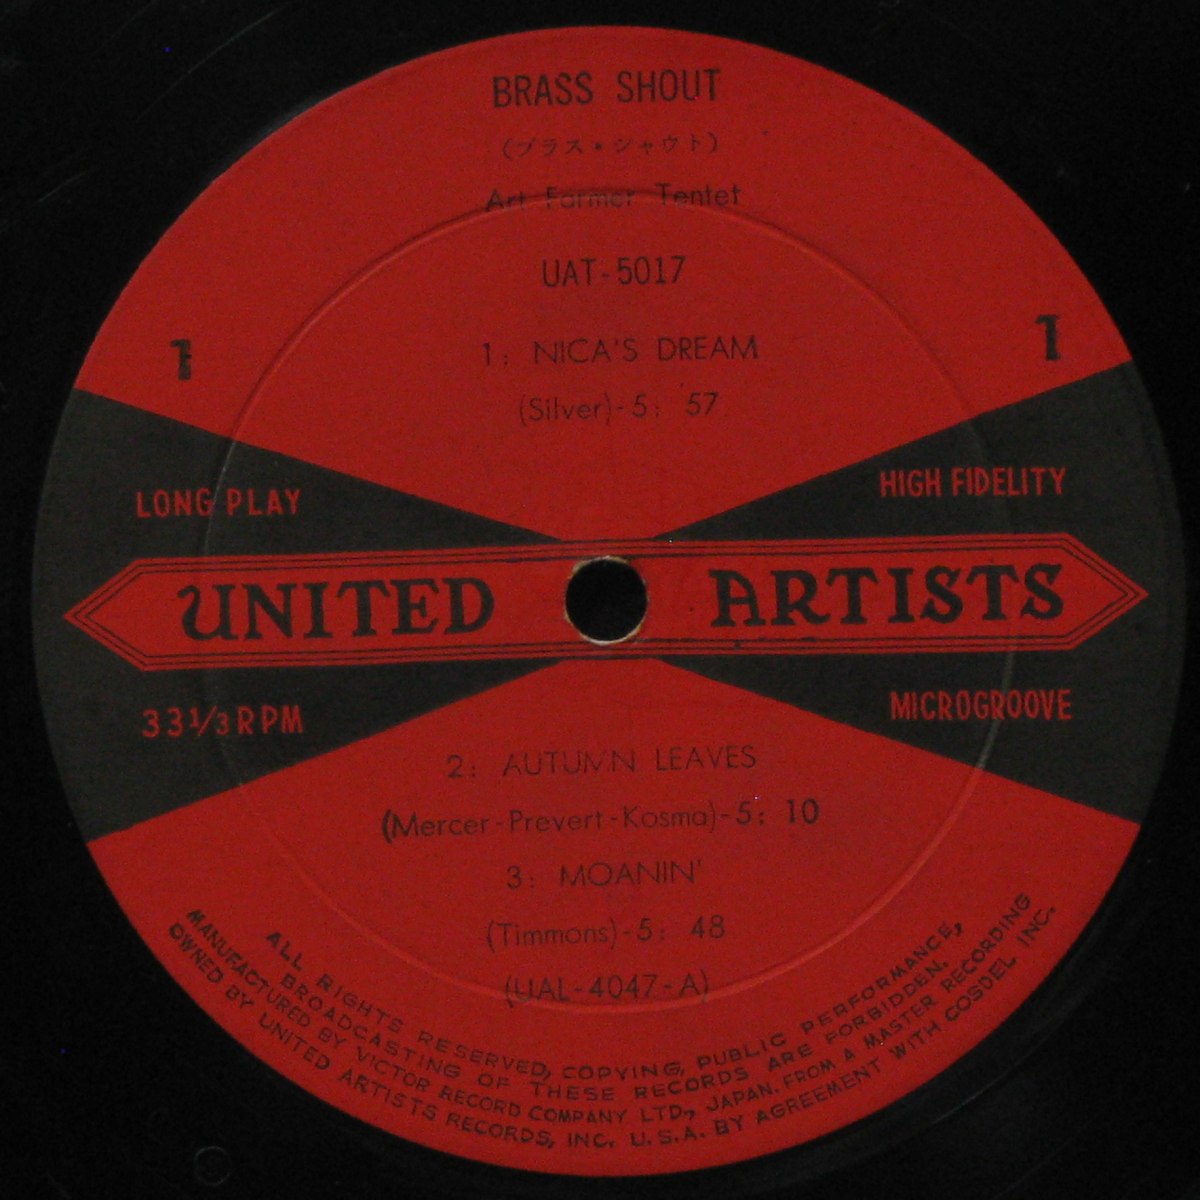 BRASS SHOUT
(ブラス・シャウト)
Art Farmer Tentet
UAT-5017
1 1
1: NICA'S DREAM
(Silver)-5: 57
LONG PLAY HIGH FIDELITY
UNITED ARTISTS
33 1/3 RPM MICROGROOVE
2: AUTUMN LEAVES
(Mercer-Prevert-Kosma)-5: 10
3: MOANIN'
(Timmons)-5: 48
(UAL-4047-A)
ALL RIGHTS RESERVED, COPYING, PUBLIC PERFORMANCE,
BROADCASTING OF THESE RECORDS ARE FORBIDDEN.
MANUFACTURED BY VICTOR RECORD COMPANY LTD., JAPAN. FROM A MASTER RECORDING
OWNED BY UNITED ARTISTS RECORDS, INC. U.S.A. BY AGREEMENT WITH COSDEL INC.